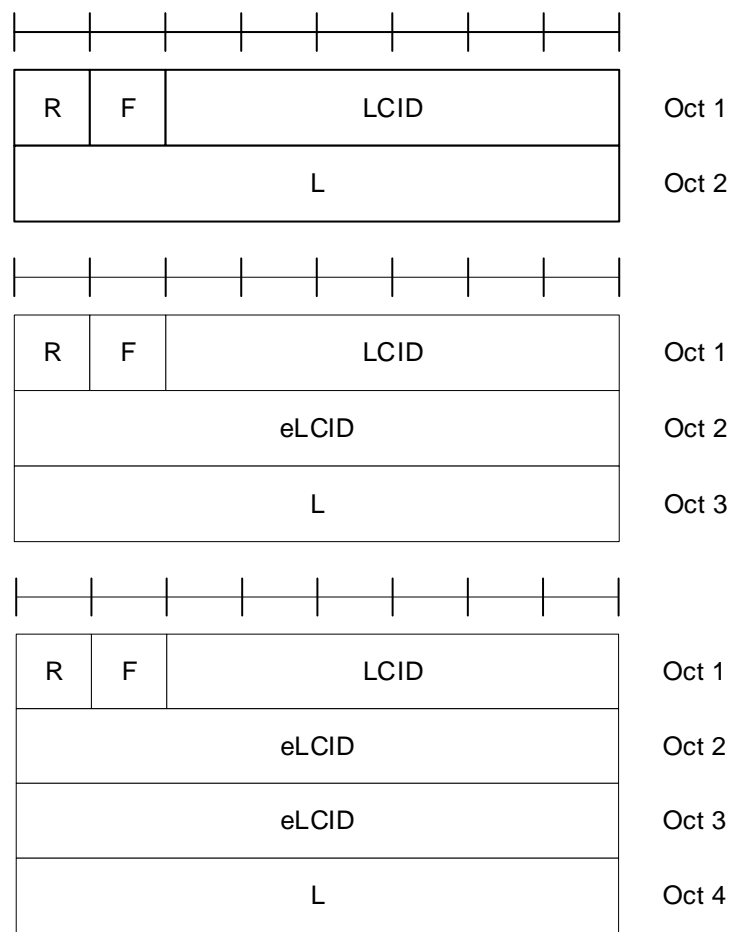 R F LCID Oct 1
L Oct 2
R F LCID Oct 1
eLCID Oct 2
L Oct 3
R F LCID Oct 1
eLCID Oct 2
eLCID Oct 3
L Oct 4